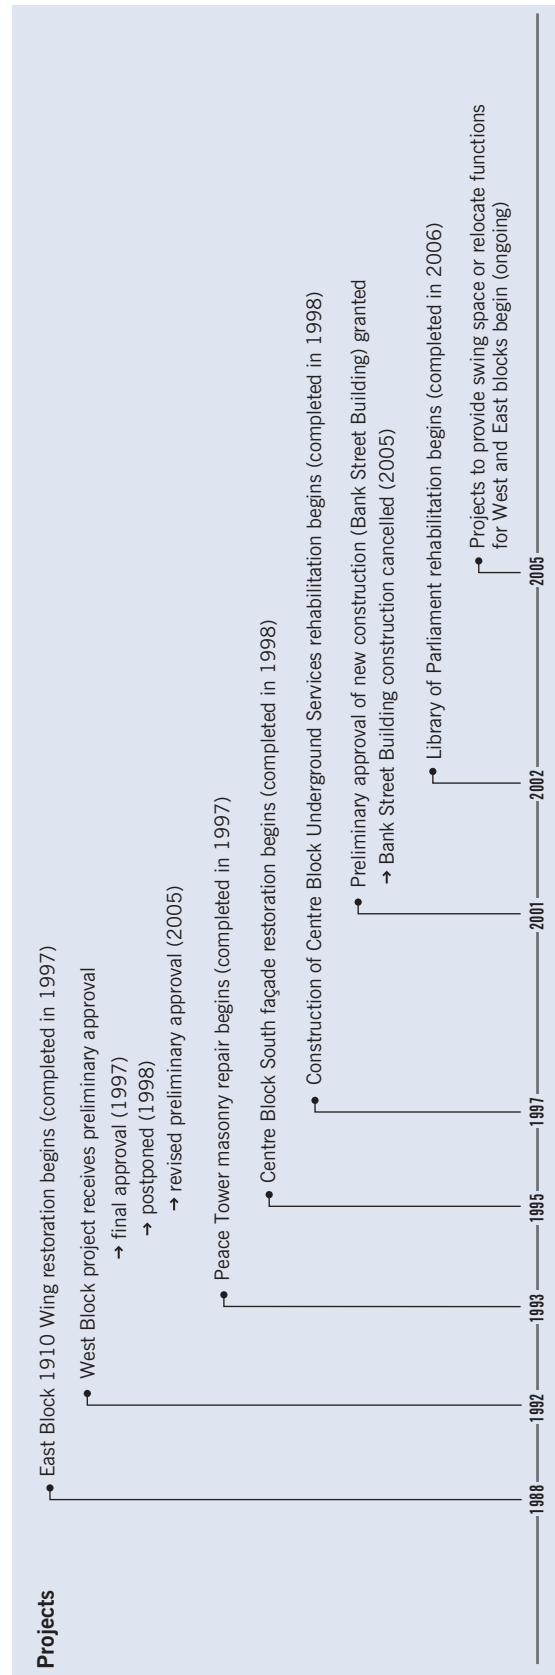 Projects
East Block 1910 Wing restoration begins (completed in 1997)
West Block project receives preliminary approval
→ final approval (1997)
→ postponed (1998)
→ revised preliminary approval (2005)
Peace Tower masonry repair begins (completed in 1997)
Centre Block South façade restoration begins (completed in 1998)
Construction of Centre Block Underground Services rehabilitation begins (completed in 1998)
Preliminary approval of new construction (Bank Street Building) granted
→ Bank Street Building construction cancelled (2005)
Library of Parliament rehabilitation begins (completed in 2006)
Projects to provide swing space or relocate functions
for West and East blocks begin (ongoing)
1988 1992 1993 1995 1997 2001 2002 2005